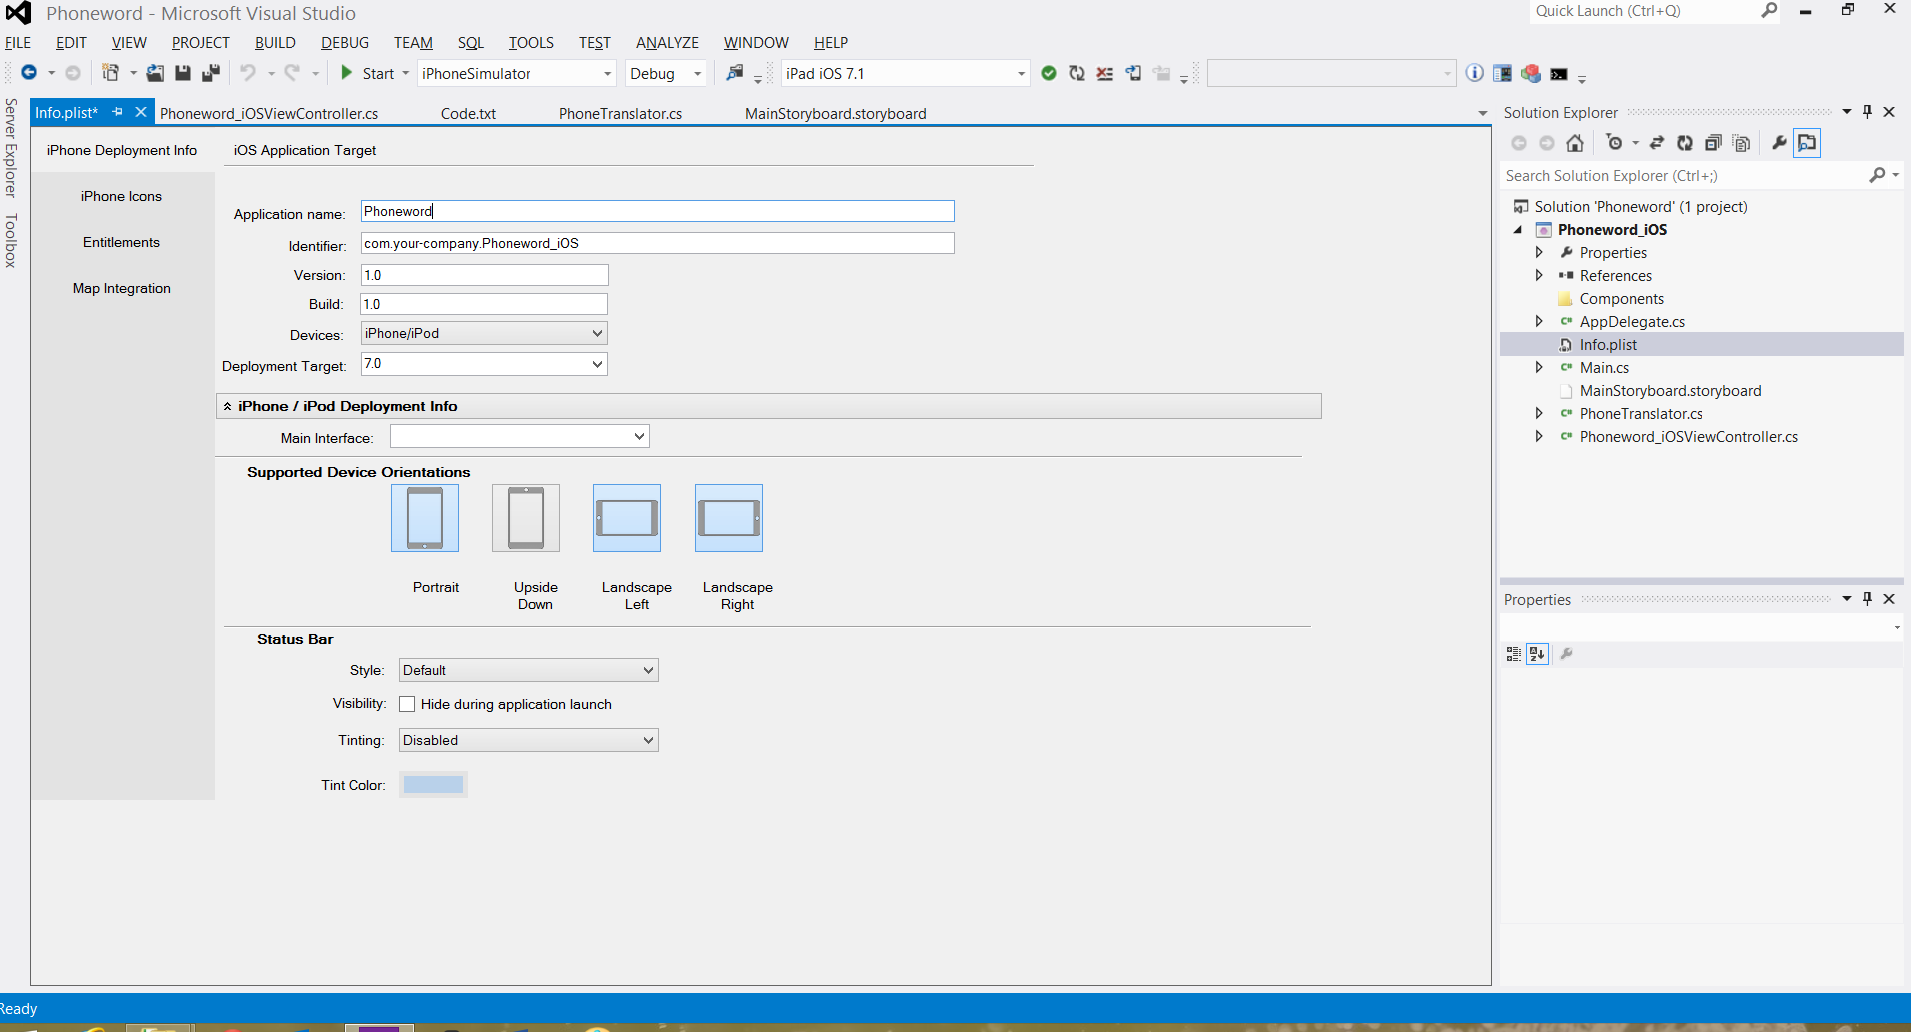 Phoneword - Microsoft Visual Studio
Quick Launch (Ctrl+Q)
FILE EDIT VIEW PROJECT BUILD DEBUG TEAM SQL TOOLS TEST ANALYZE WINDOW HELP
Start iPhoneSimulator Debug iPad iOS 7.1
Server Explorer
Toolbox
Info.plist* Phoneword_iOSViewController.cs Code.txt PhoneTranslator.cs MainStoryboard.storyboard
iPhone Deployment Info
iPhone Icons
Entitlements
Map Integration
iOS Application Target
Application name: Phoneword
Identifier: com.your-company.Phoneword_iOS
Version: 1.0
Build: 1.0
Devices: iPhone/iPod
Deployment Target: 7.0
iPhone / iPod Deployment Info
Main Interface:
Supported Device Orientations
Portrait Upside Down Landscape Left Landscape Right
Status Bar
Style: Default
Visibility: Hide during application launch
Tinting: Disabled
Tint Color:
Solution Explorer
Search Solution Explorer (Ctrl+;)
Solution 'Phoneword' (1 project)
Phoneword_iOS
Properties
References
Components
C# AppDelegate.cs
Info.plist
C# Main.cs
MainStoryboard.storyboard
C# PhoneTranslator.cs
C# Phoneword_iOSViewController.cs
Properties
Ready